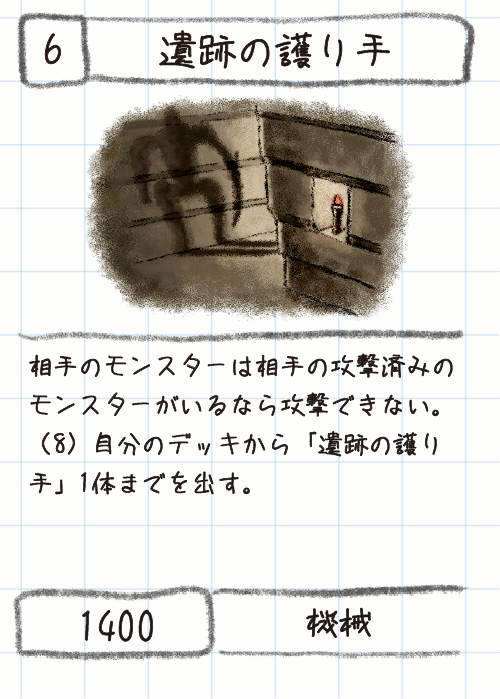 6
遺跡の護り手
相手のモンスターは相手の攻撃済みの
モンスターがいるなら攻撃できない。
（8）自分のデッキから「遺跡の護り
手」1体までを出す。
1400
機械